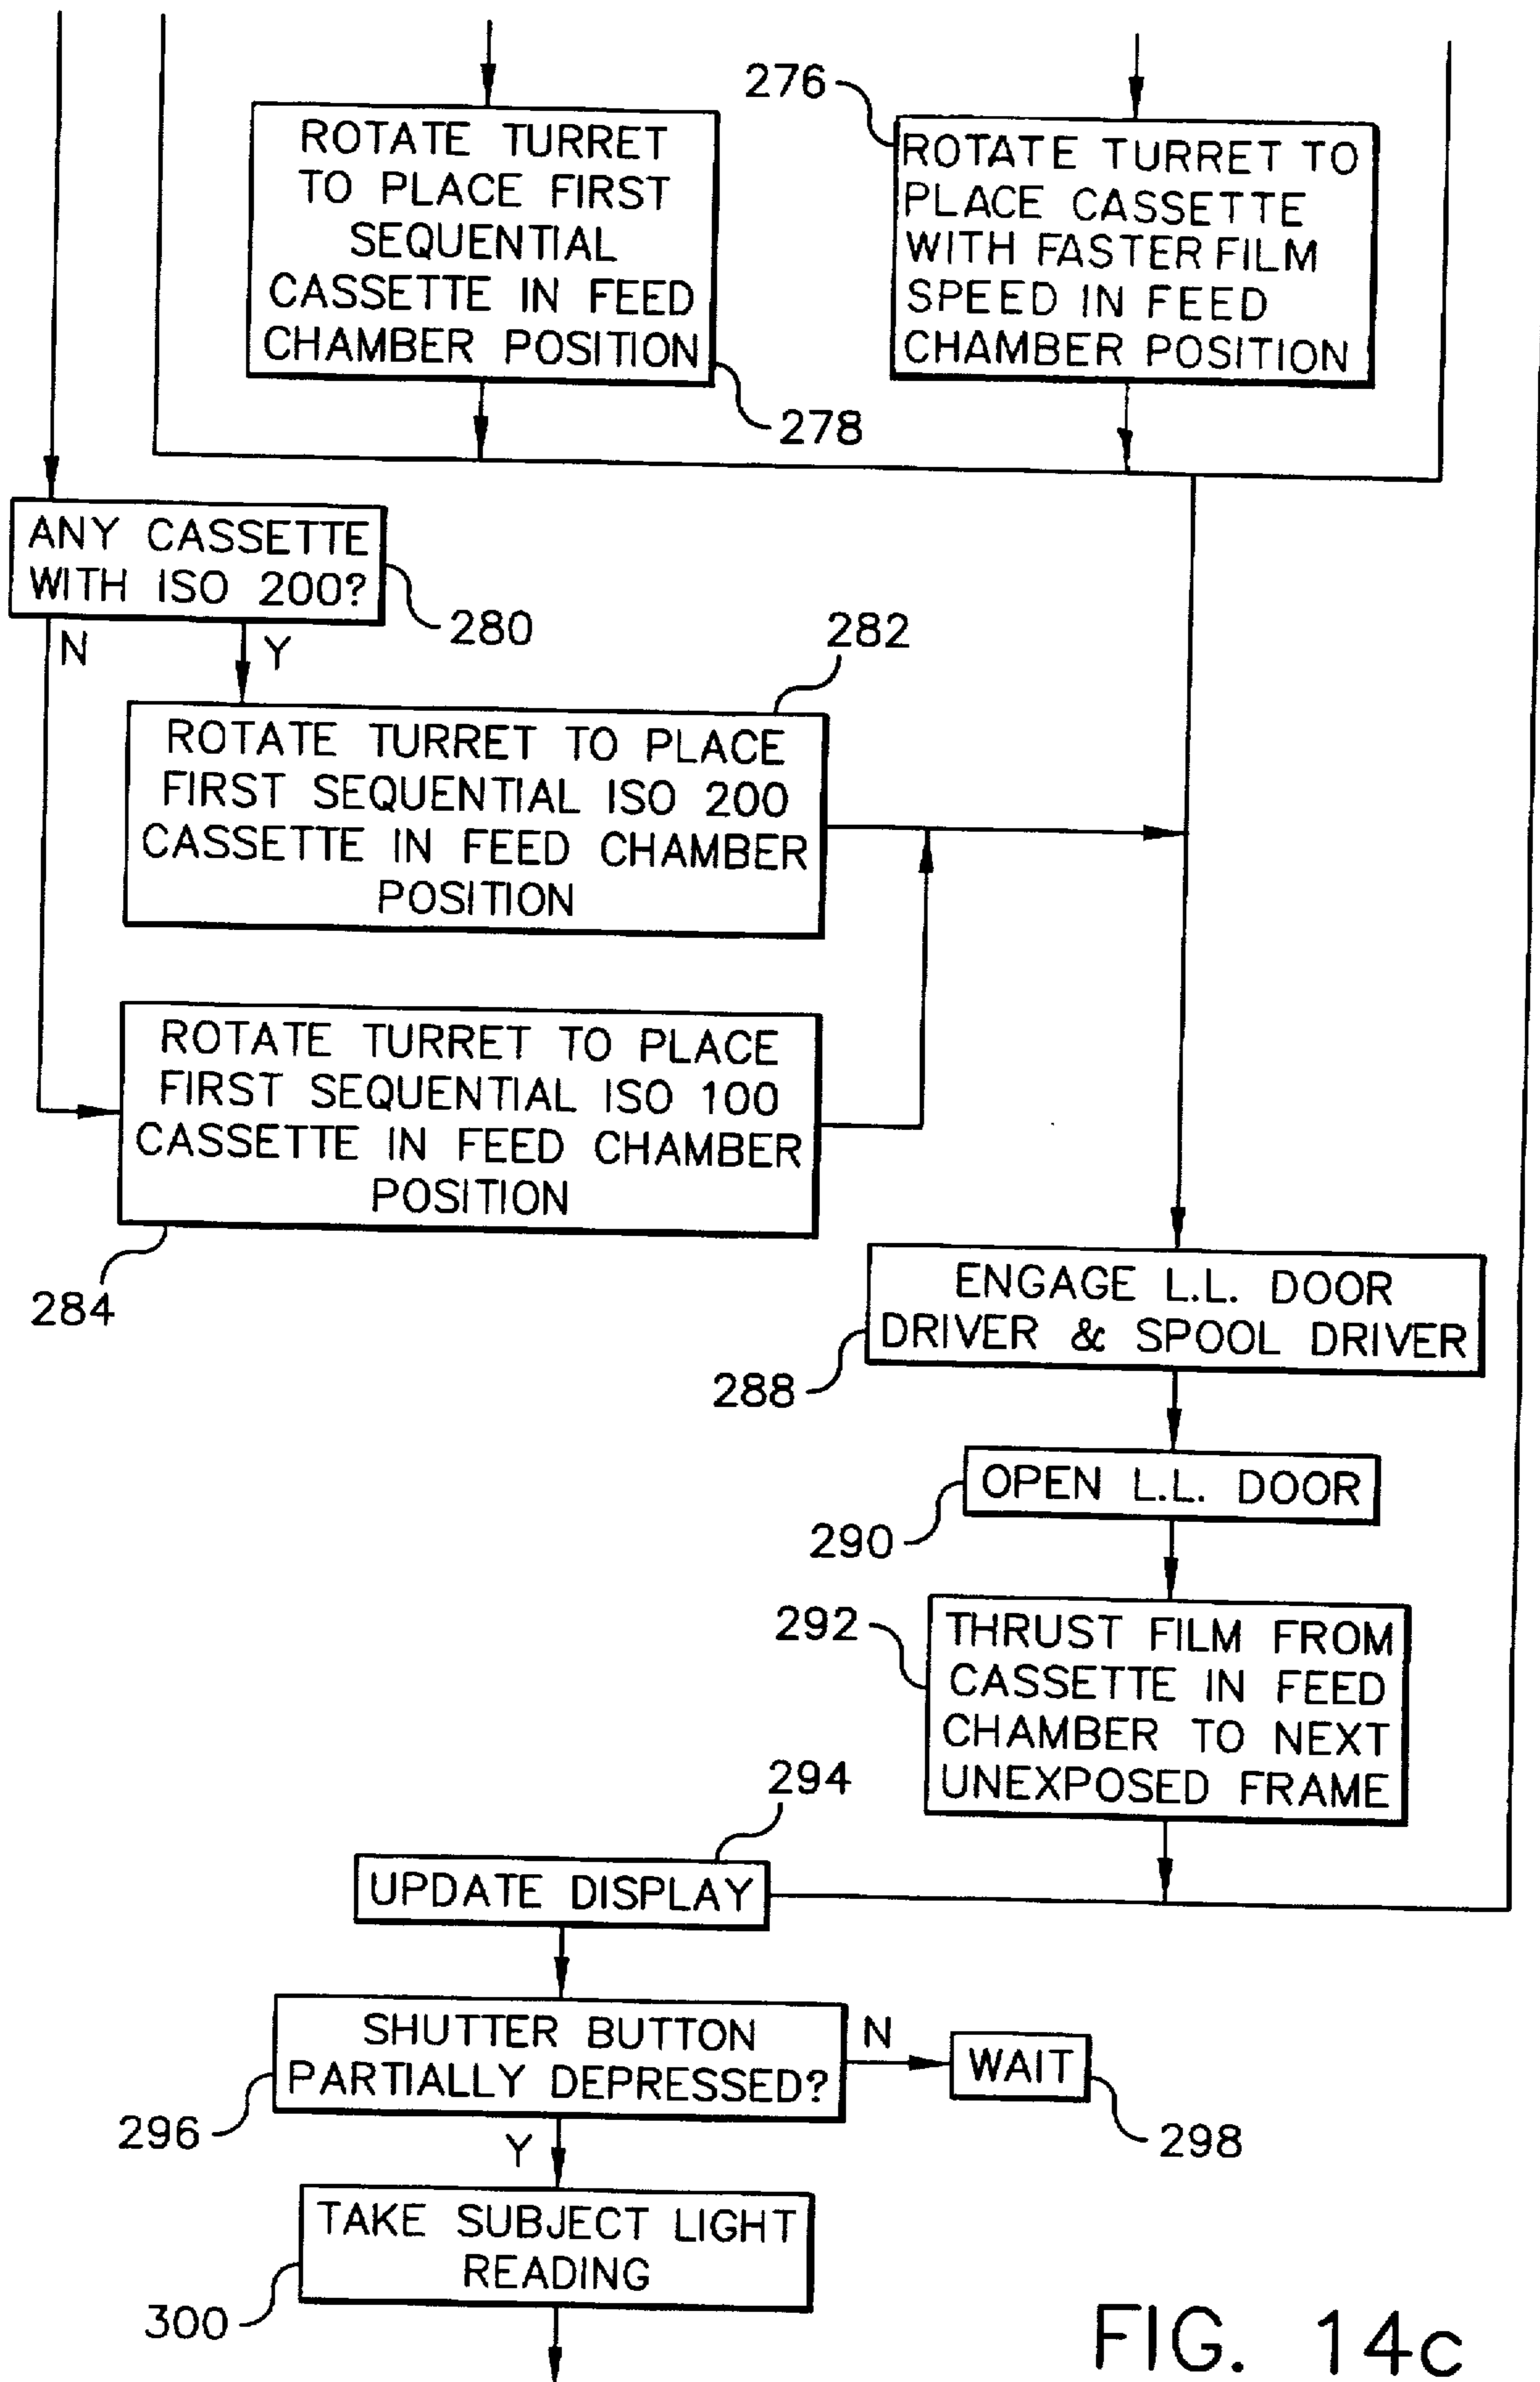 276
ROTATE TURRET
TO PLACE FIRST
SEQUENTIAL
CASSETTE IN FEED
CHAMBER POSITION
278
ROTATE TURRET TO
PLACE CASSETTE
WITH FASTER FILM
SPEED IN FEED
CHAMBER POSITION
ANY CASSETTE
WITH ISO 200?
280
N
Y
282
ROTATE TURRET TO PLACE
FIRST SEQUENTIAL ISO 200
CASSETTE IN FEED CHAMBER
POSITION
ROTATE TURRET TO PLACE
FIRST SEQUENTIAL ISO 100
CASSETTE IN FEED CHAMBER
POSITION
284
ENGAGE L.L. DOOR
DRIVER & SPOOL DRIVER
288
OPEN L.L. DOOR
290
292
THRUST FILM FROM
CASSETTE IN FEED
CHAMBER TO NEXT
UNEXPOSED FRAME
294
UPDATE DISPLAY
SHUTTER BUTTON
PARTIALLY DEPRESSED?
296
N
WAIT
298
Y
TAKE SUBJECT LIGHT
READING
300
FIG. 14c